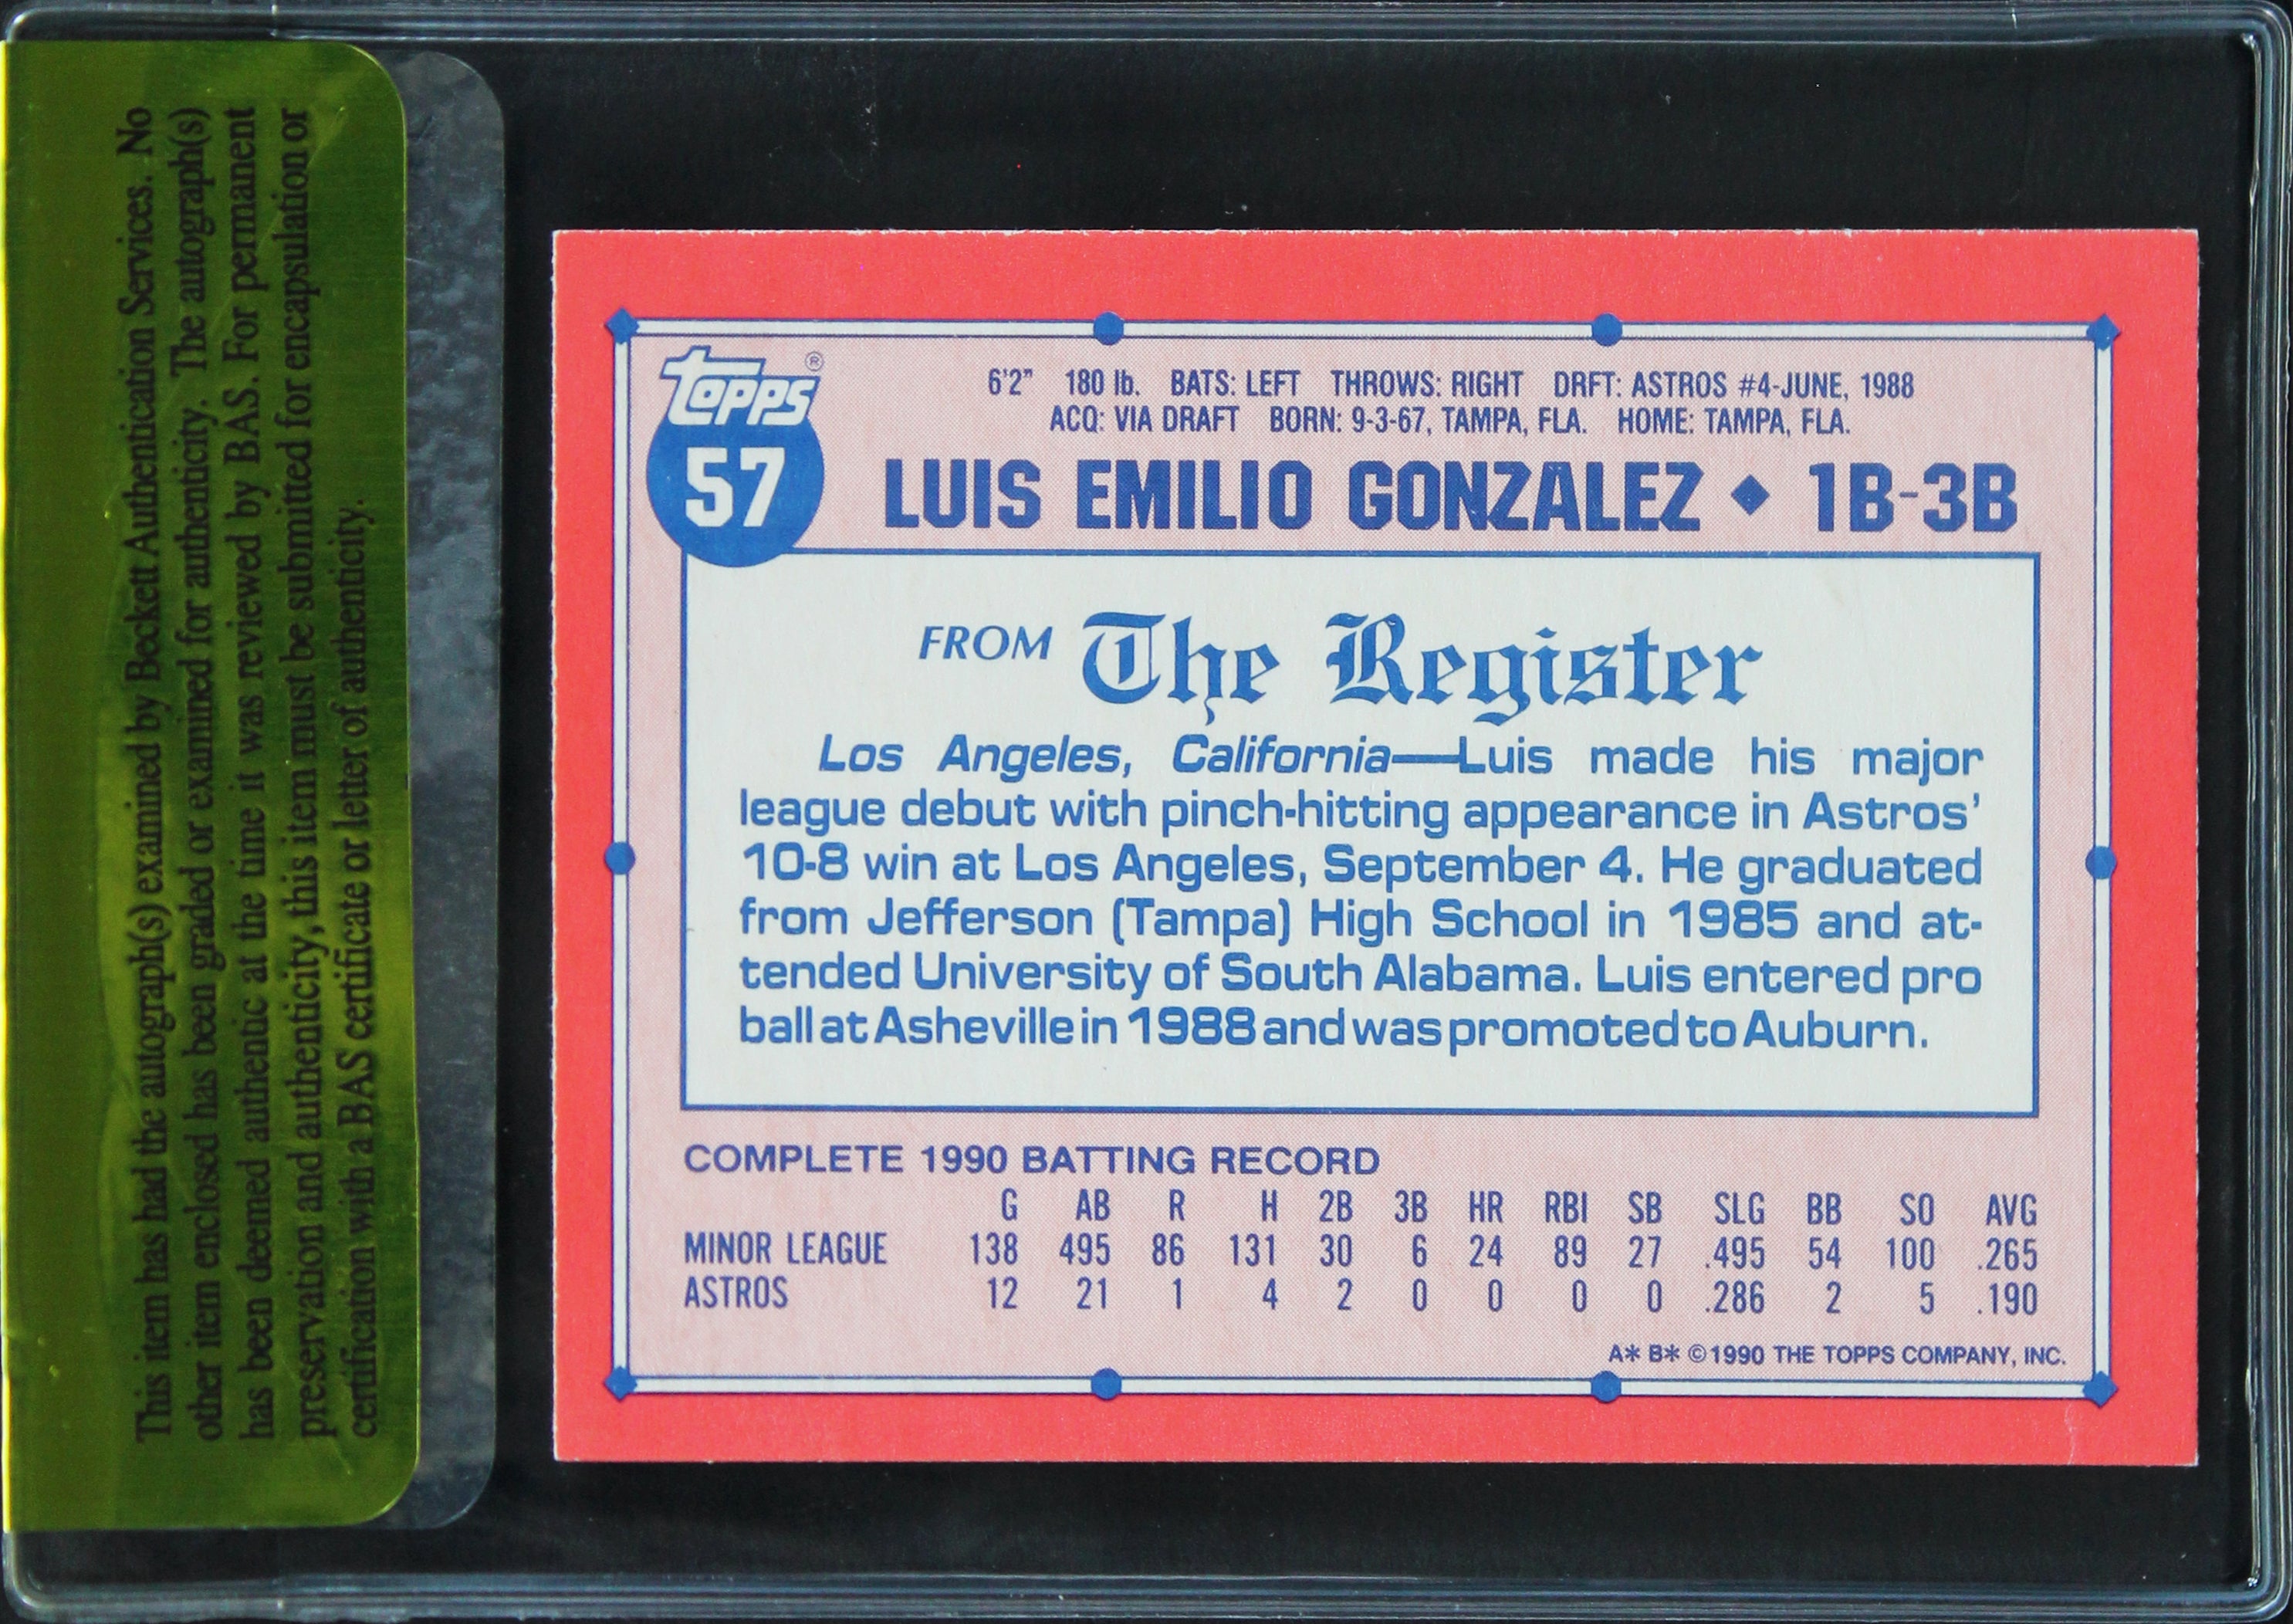 This item has had the autograph(s) examined by Beckett Authentication Services. No
other item enclosed has been graded or examined for authenticity. The autograph(s)
has been deemed authentic at the time it was reviewed by BAS. For permanent
preservation and authenticity, this item must be submitted for encapsulation or
certification with a BAS certificate or letter of authenticity.
topps®
57
6'2" 180 lb. BATS: LEFT THROWS: RIGHT DRFT: ASTROS #4-JUNE, 1988
ACQ: VIA DRAFT BORN: 9-3-67, TAMPA, FLA. HOME: TAMPA, FLA.
LUIS EMILIO GONZALEZ ◆ 1B-3B
FROM The Register
Los Angeles, California—Luis made his major
league debut with pinch-hitting appearance in Astros'
10-8 win at Los Angeles, September 4. He graduated
from Jefferson (Tampa) High School in 1985 and at-
tended University of South Alabama. Luis entered pro
ball at Asheville in 1988 and was promoted to Auburn.
COMPLETE 1990 BATTING RECORD
G AB R H 2B 3B HR RBI SB SLG BB SO AVG
MINOR LEAGUE 138 495 86 131 30 6 24 89 27 .495 54 100 .265
ASTROS 12 21 1 4 2 0 0 0 0 .286 2 5 .190
A* B* ©1990 THE TOPPS COMPANY, INC.